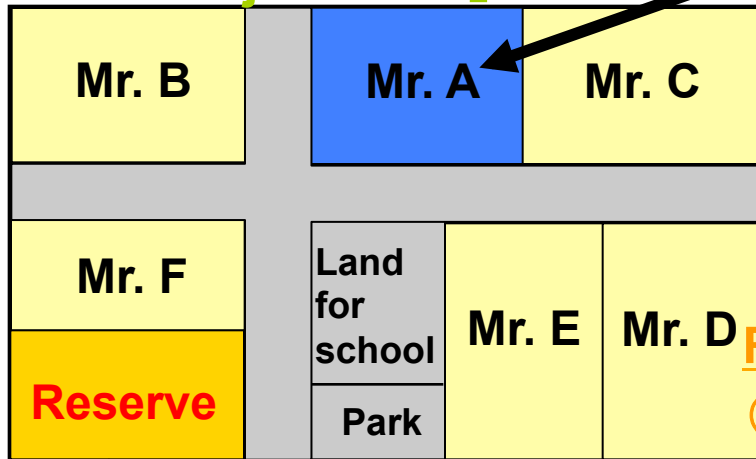 Mr. B
Mr. A
Mr. C
Mr. F
Land
for
school
Mr. E
Mr. D
Reserve
Park